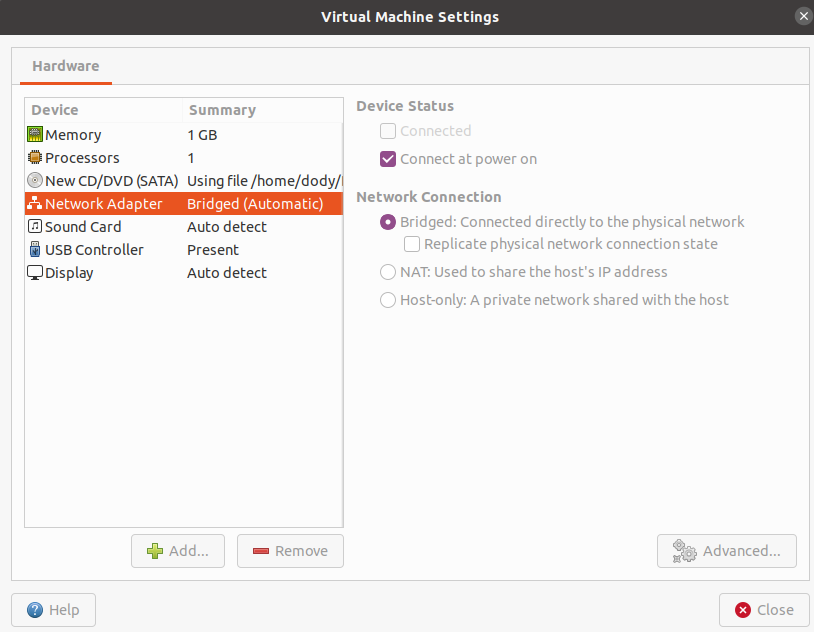 Virtual Machine Settings
Hardware
Device Summary
Memory 1 GB
Processors 1
New CD/DVD (SATA) Using file /home/dody/
Network Adapter Bridged (Automatic)
Sound Card Auto detect
USB Controller Present
Display Auto detect
Add...
Remove
Device Status
Connected
Connect at power on
Network Connection
Bridged: Connected directly to the physical network
Replicate physical network connection state
NAT: Used to share the host's IP address
Host-only: A private network shared with the host
Advanced...
Help
Close